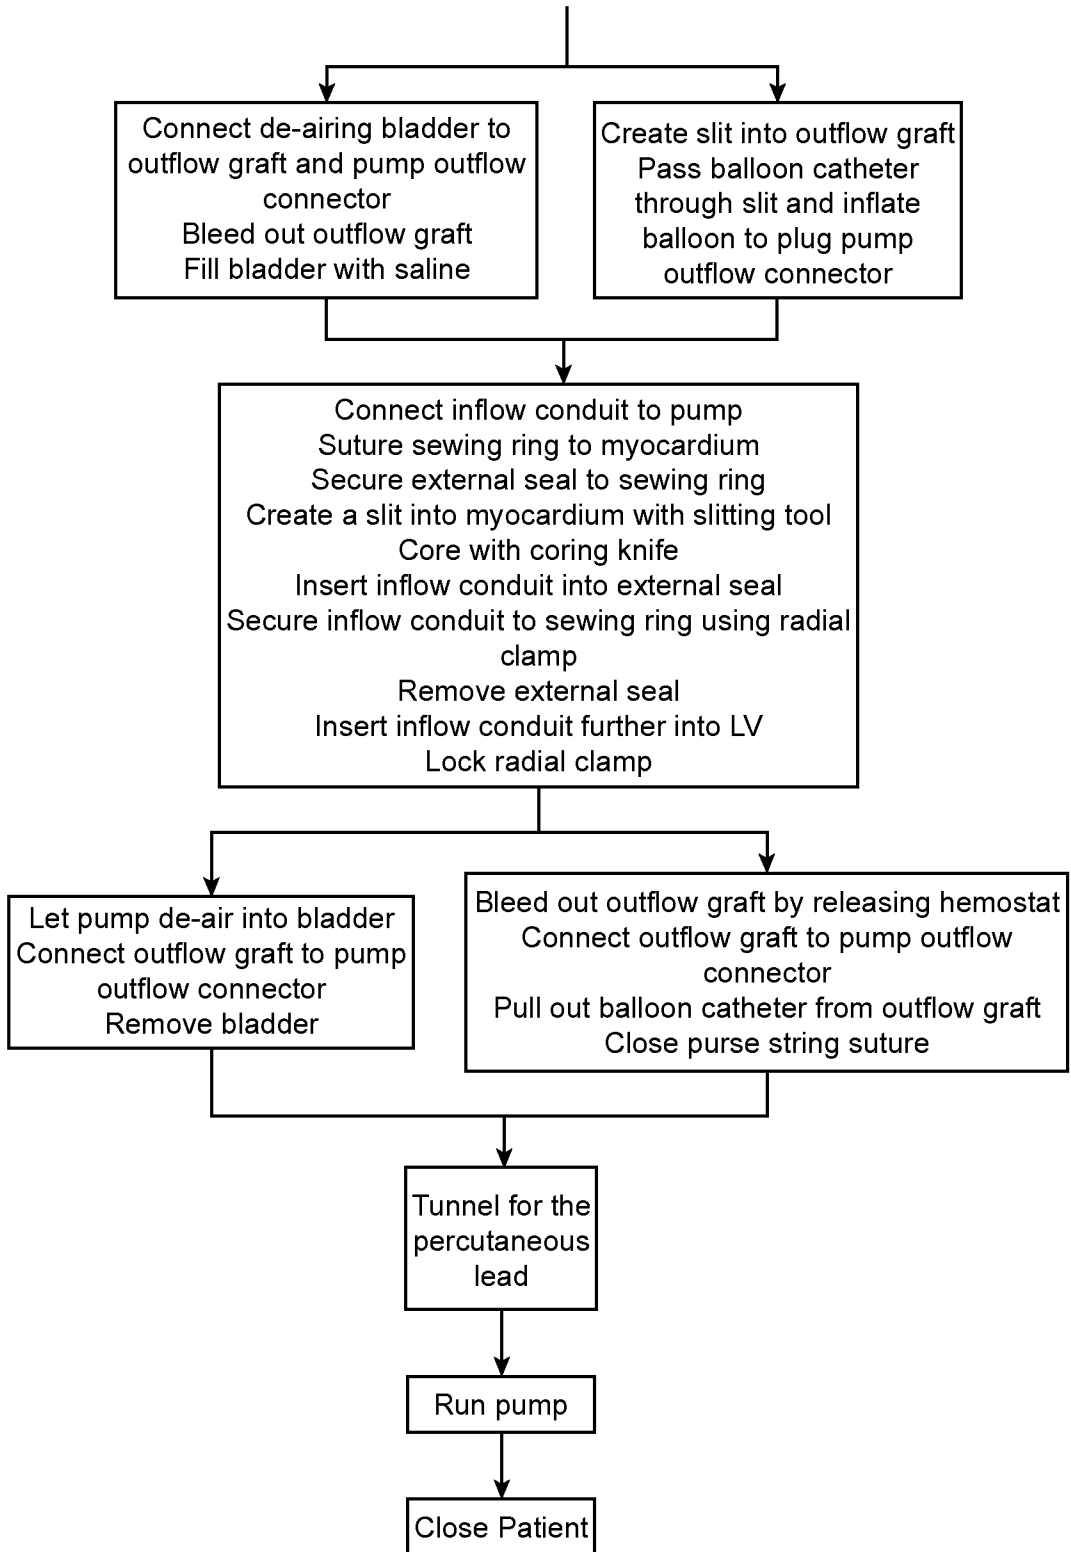 Connect de-airing bladder to
outflow graft and pump outflow
connector
Bleed out outflow graft
Fill bladder with saline
Create slit into outflow graft
Pass balloon catheter
through slit and inflate
balloon to plug pump
outflow connector
Connect inflow conduit to pump
Suture sewing ring to myocardium
Secure external seal to sewing ring
Create a slit into myocardium with slitting tool
Core with coring knife
Insert inflow conduit into external seal
Secure inflow conduit to sewing ring using radial
clamp
Remove external seal
Insert inflow conduit further into LV
Lock radial clamp
Let pump de-air into bladder
Connect outflow graft to pump
outflow connector
Remove bladder
Bleed out outflow graft by releasing hemostat
Connect outflow graft to pump outflow
connector
Pull out balloon catheter from outflow graft
Close purse string suture
Tunnel for the
percutaneous
lead
Run pump
Close Patient